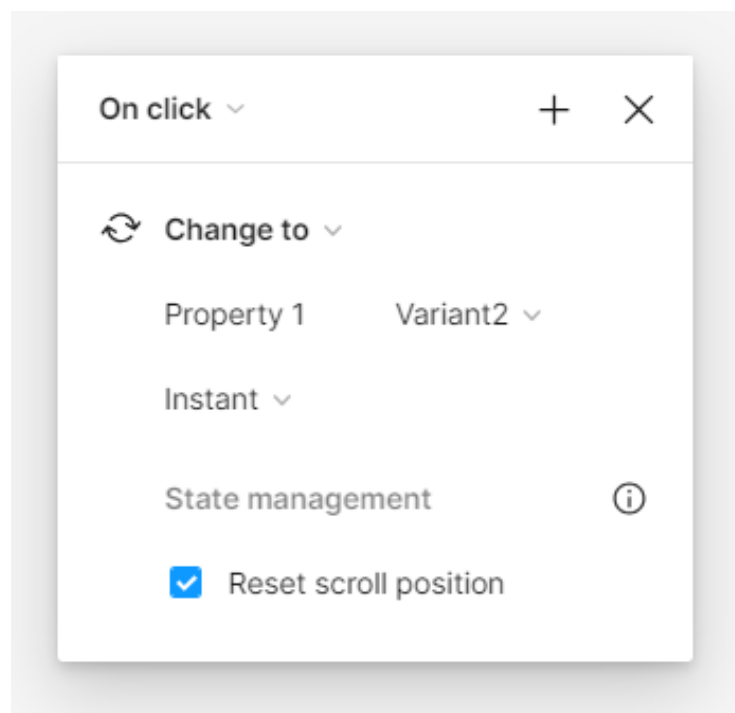 On click
Change to
Property 1 Variant2
Instant
State management
Reset scroll position